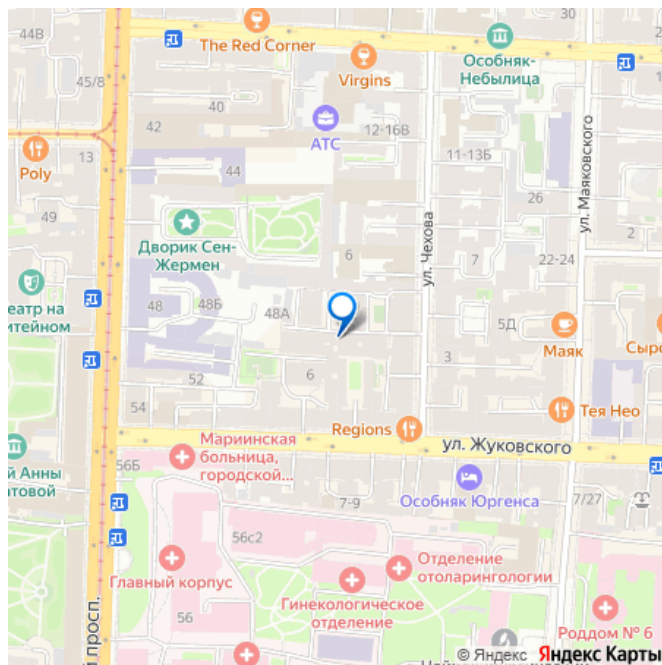 30
44В
The Red Corner
Особняк-
Небылица
Virgins
45/8
40
42
АТС
12-16В
11-13Б
13
Poly
44
26
ул. Маяковского
49
Дворик Сен-
Жермен
ул. Чехова
6
7
22-24
3
театр на
итейном
48
48Б
48А
5Д
Маяк
Сыро
3
52
6
54
Тея Нео
Regions
ул. Жуковского
Мариинская
больница,
городской...
й Анны
атовой
56Б
Особняк Юргенса
7-9
7/27
56с2
Отделение
отоларингологии
Главный корпус
Гинекологическое
отделение
56
Роддом № 6
й просп.
© Яндекс Яндекс Карты